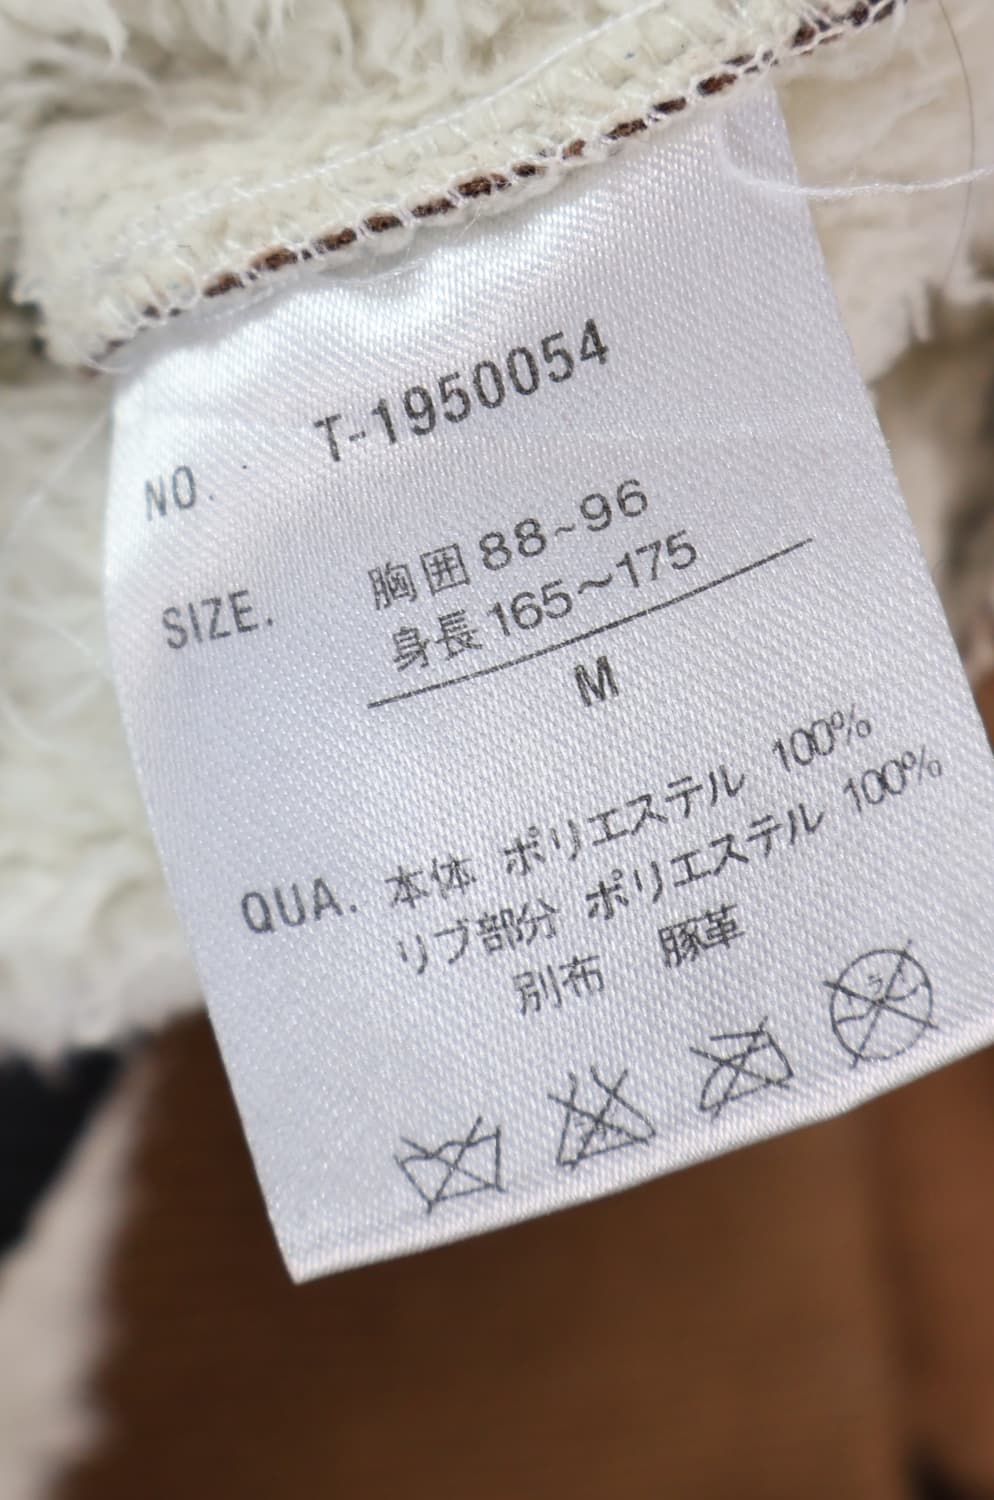 NO. T-1950054
SIZE. 胸囲 88~96
身長 165~175
M
QUA. 本体 ポリエステル 100%
リブ部分 ポリエステル 100%
別布 豚革